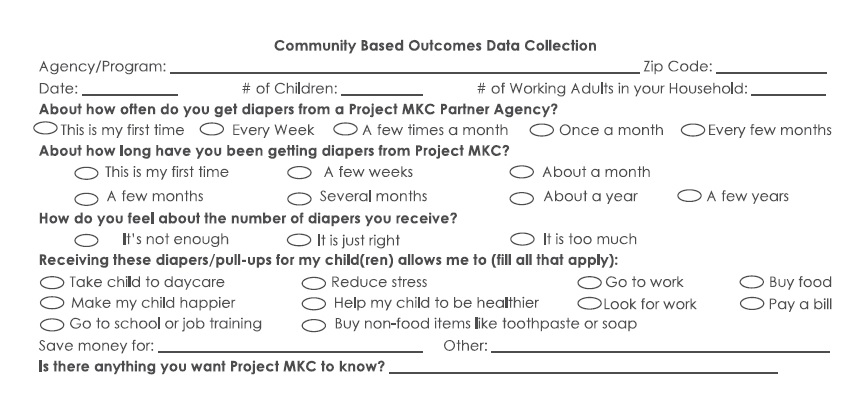 Community Based Outcomes Data Collection
Agency/Program: Zip Code:
Date: # of Children: # of Working Adults in your Household:
About how often do you get diapers from a Project MKC Partner Agency?
This is my first time Every Week A few times a month Once a month Every few months
About how long have you been getting diapers from Project MKC?
This is my first time A few weeks About a month
A few months Several months About a year A few years
How do you feel about the number of diapers you receive?
It's not enough It is just right It is too much
Receiving these diapers/pull-ups for my child(ren) allows me to (fill all that apply):
Take child to daycare Reduce stress Go to work Buy food
Make my child happier Help my child to be healthier Look for work Pay a bill
Go to school or job training Buy non-food items like toothpaste or soap
Save money for: Other:
Is there anything you want Project MKC to know?